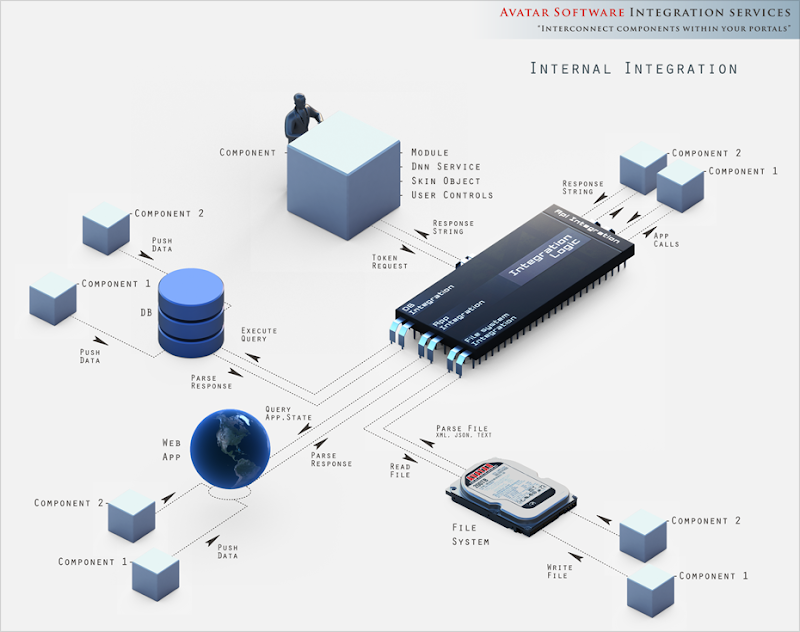 Avatar Software Integration services
"Interconnect components within your portals"
Internal Integration
Component
Module
Dnn Service
Skin Object
User Controls
Response
String
Token
Request
Component 2
Component 1
Response
String
App
Calls
Api Integration
Integration
Logic
DB
Integration
App
Integration
File system
Integration
Component 2
Push
Data
Component 1
DB
Push
Data
Execute
Query
Parse
Response
Query
App.State
Web
App
Parse
Response
Component 2
Component 1
Push
Data
Parse File
XML, JSON, TEXT
Read
File
File
System
Component 2
Write
File
Component 1